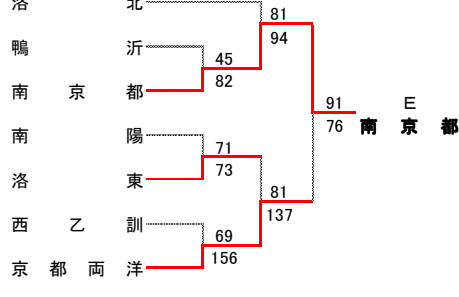 洛 北
81
鴨 沂
94
45
南 京 都
82
91 E
76 南 京 都
南 陽
71
洛 東
73
81
137
西 乙 訓
69
京 都 両 洋
156